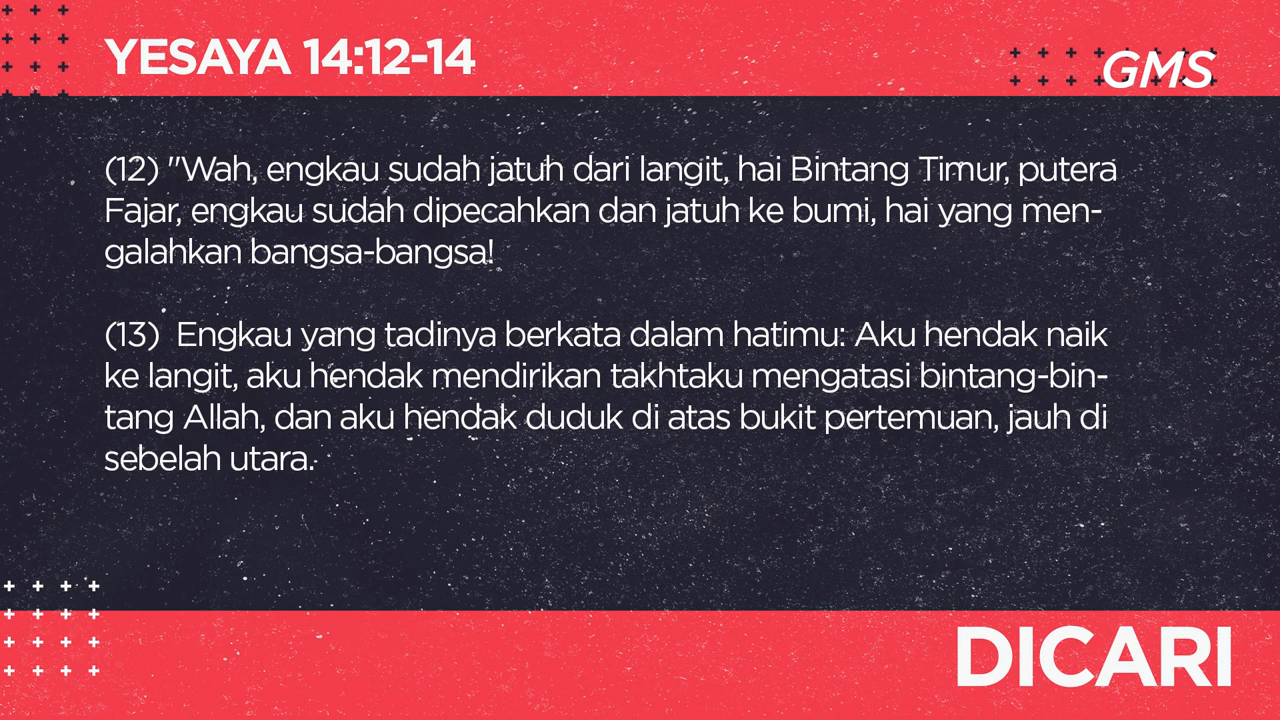 YESAYA 14:12-14
GMS
(12) "Wah, engkau sudah jatuh dari langit, hai Bintang Timur, putera
Fajar, engkau sudah dipecahkan dan jatuh ke bumi, hai yang men-
galahkan bangsa-bangsa!
(13)  Engkau yang tadinya berkata dalam hatimu: Aku hendak naik
ke langit, aku hendak mendirikan takhtaku mengatasi bintang-bin-
tang Allah, dan aku hendak duduk di atas bukit pertemuan, jauh di
sebelah utara.
DICARI